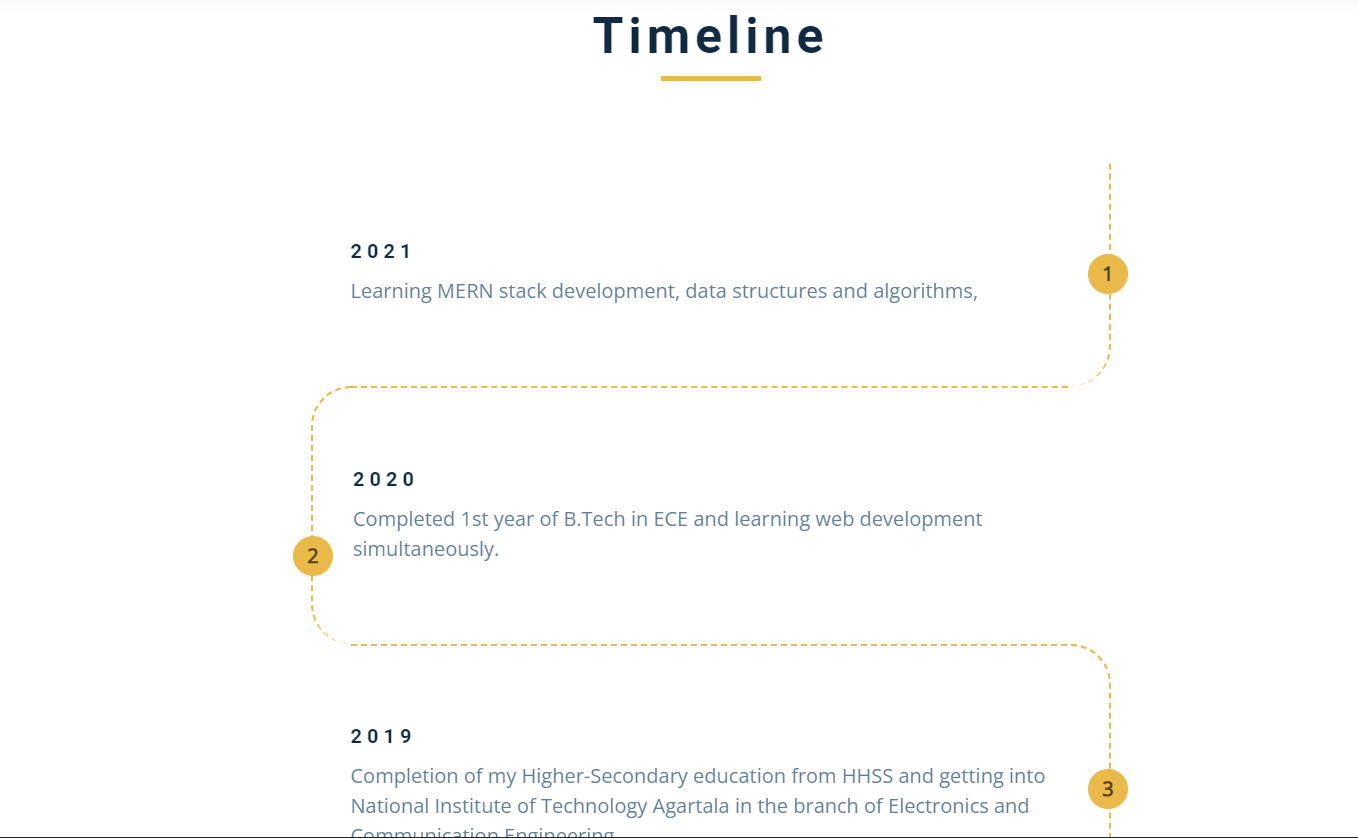 Timeline
2021
1
Learning MERN stack development, data structures and algorithms,
2020
Completed 1st year of B.Tech in ECE and learning web development
simultaneously.
2
2019
Completion of my Higher-Secondary education from HHSS and getting into
3
National Institute of Technology Agartala in the branch of Electronics and
Communication Engineering